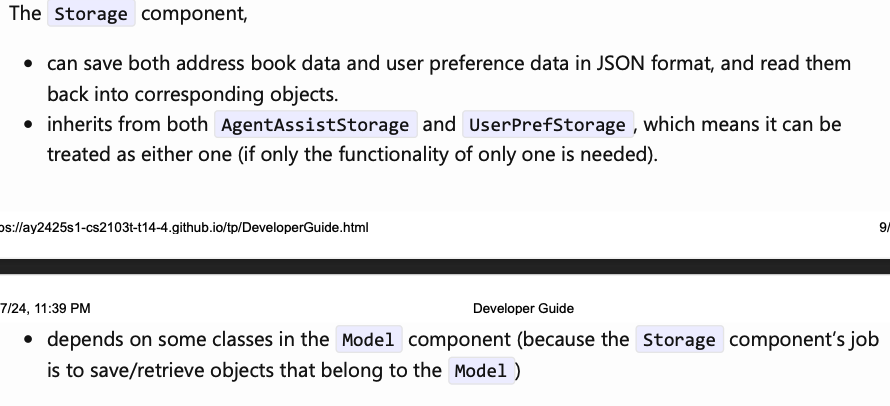 The Storage component,
• can save both address book data and user preference data in JSON format, and read them
back into corresponding objects.
• inherits from both AgentAssistStorage and UserPrefStorage , which means it can be
treated as either one (if only the functionality of only one is needed).
os://ay2425s1-cs2103t-t14-4.github.io/tp/DeveloperGuide.html 9/
7/24, 11:39 PM Developer Guide
• depends on some classes in the Model component (because the Storage component's job
is to save/retrieve objects that belong to the Model )